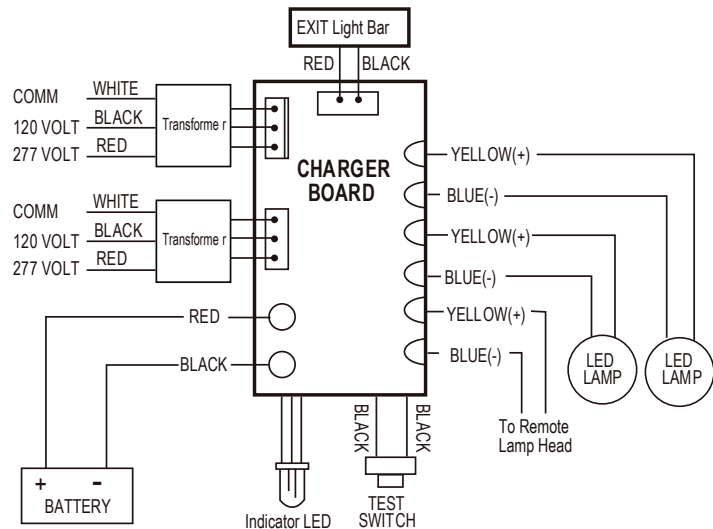 EXIT Light Bar
RED BLACK
COMM WHITE
120 VOLT BLACK
277 VOLT RED
Transforme r
COMM WHITE
120 VOLT BLACK
277 VOLT RED
Transforme r
CHARGER
BOARD
YELLOW(+)
BLUE(-)
YELLOW(+)
BLUE(-)
YELLOW(+)
BLUE(-)
LED
LAMP
LED
LAMP
To Remote
Lamp Head
RED
BLACK
+ -
BATTERY
Indicator LED
BLACK
BLACK
TEST
SWITCH